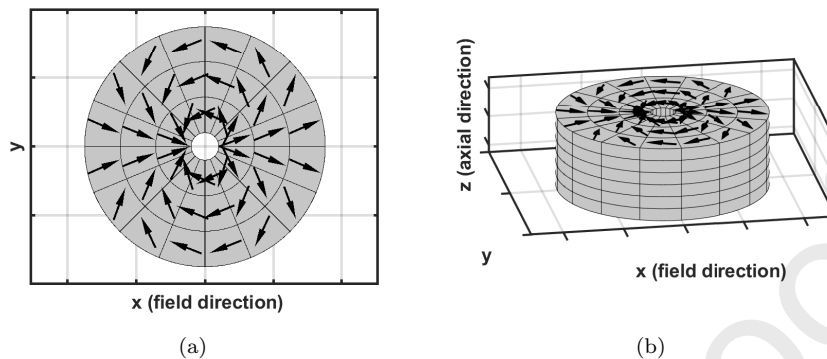 y
x (field direction)
(a)
z (axial direction)
y
x (field direction)
(b)